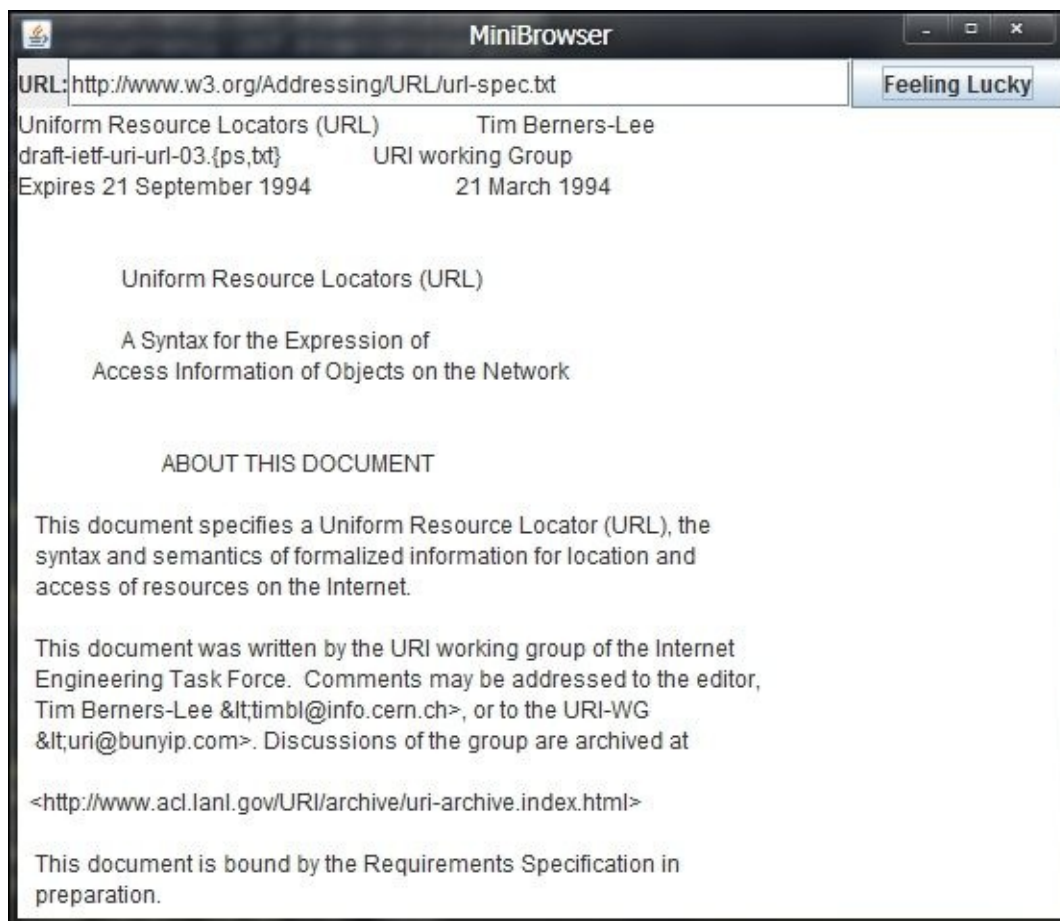 MiniBrowser
URL: http://www.w3.org/Addressing/URL/url-spec.txt Feeling Lucky
Uniform Resource Locators (URL) Tim Berners-Lee
draft-ietf-uri-url-03.{ps,txt} URI working Group
Expires 21 September 1994 21 March 1994
Uniform Resource Locators (URL)
A Syntax for the Expression of
Access Information of Objects on the Network
ABOUT THIS DOCUMENT
This document specifies a Uniform Resource Locator (URL), the
syntax and semantics of formalized information for location and
access of resources on the Internet.
This document was written by the URI working group of the Internet
Engineering Task Force.  Comments may be addressed to the editor,
Tim Berners-Lee &lt;timbl@info.cern.ch>, or to the URI-WG
&lt;uri@bunyip.com>. Discussions of the group are archived at
<http://www.acl.lanl.gov/URI/archive/uri-archive.index.html>
This document is bound by the Requirements Specification in
preparation.